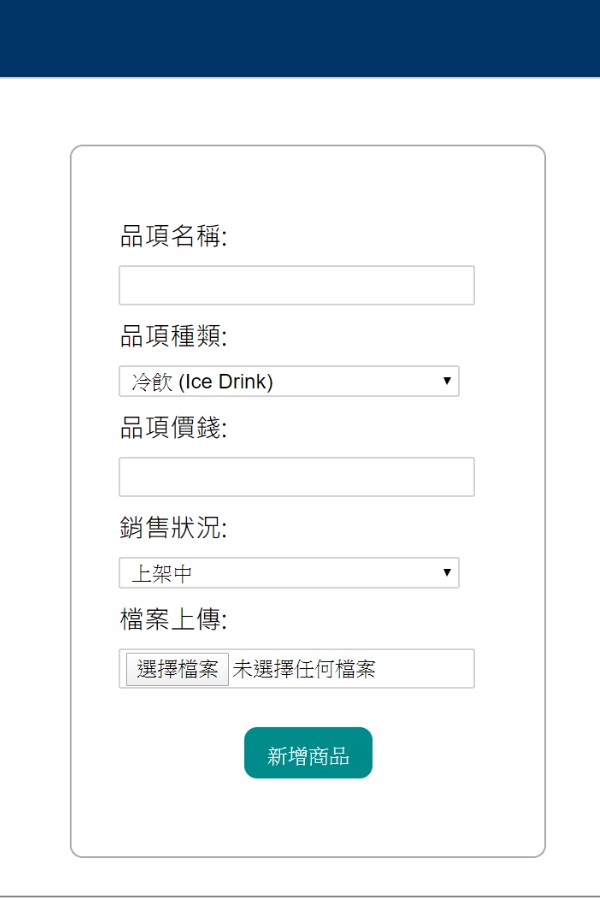 品項名稱:
品項種類:
冷飲 (Ice Drink)
品項價錢:
銷售狀況:
上架中
檔案上傳:
選擇檔案 未選擇任何檔案
新增商品